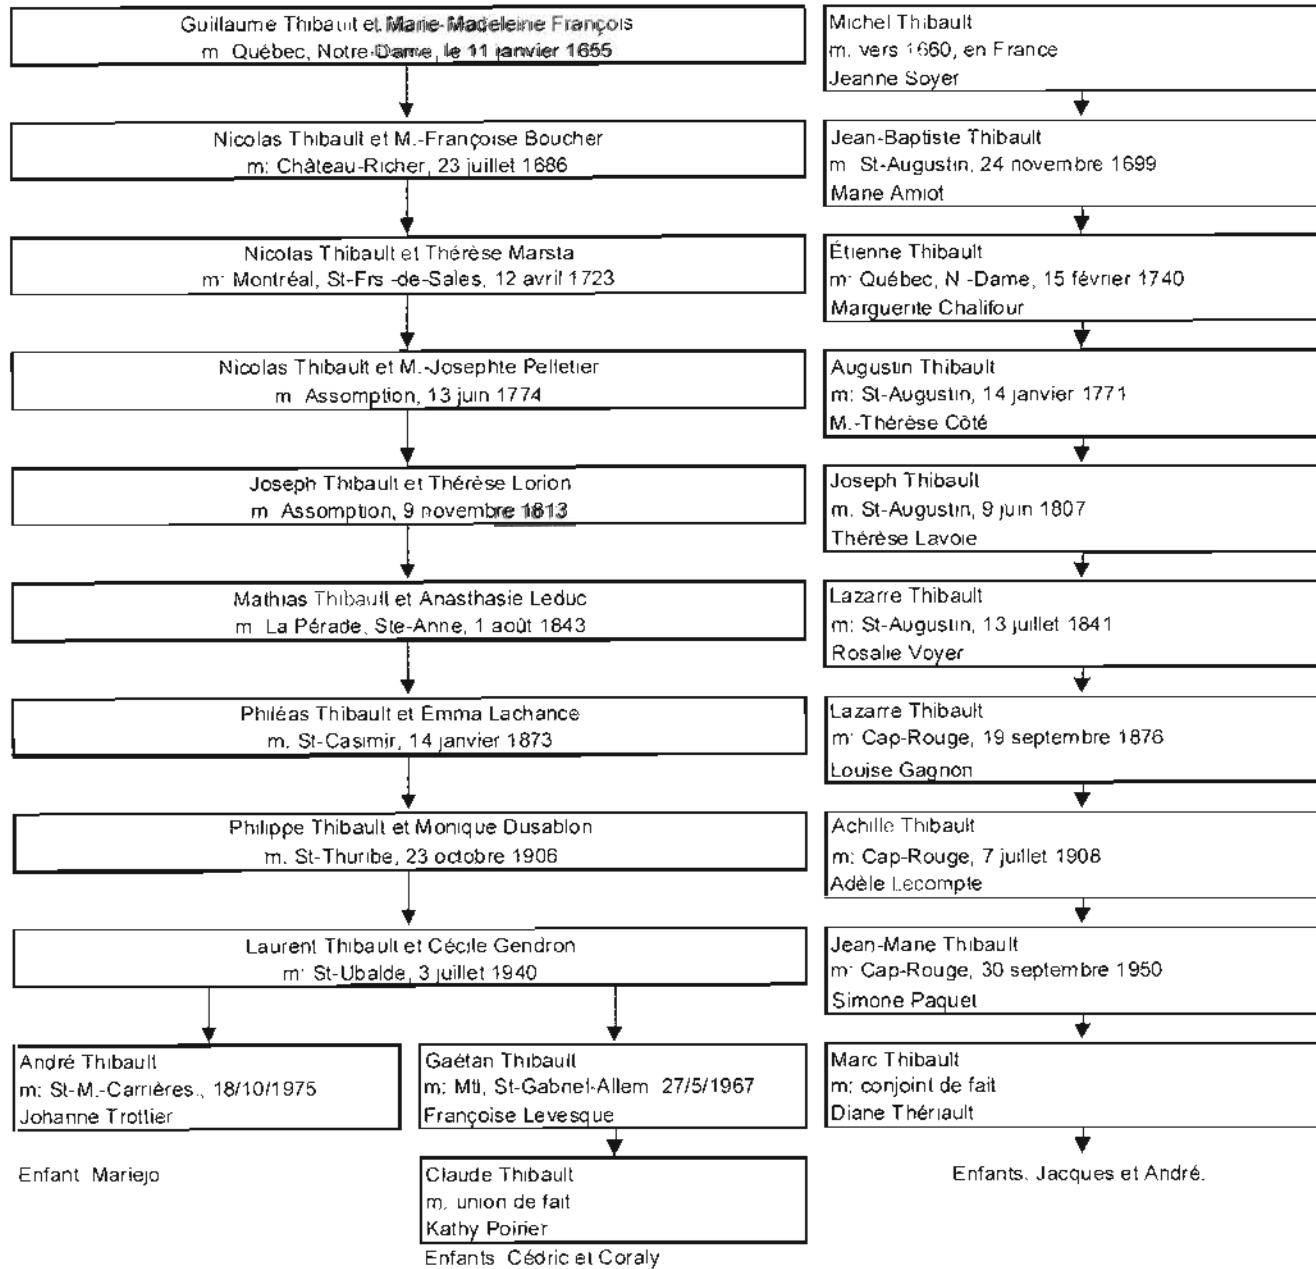 Guillaume Thibault et Marie-Madeleine François
m Québec, Notre-Dame, le 11 janvier 1655
Nicolas Thibault et M.-Françoise Boucher
m: Château-Richer, 23 juillet 1686
Nicolas Thibault et Thérèse Marsta
m: Montréal, St-Frs -de-Sales, 12 avril 1723
Nicolas Thibault et M.-Josephte Pelletier
m Assomption, 13 juin 1774
Joseph Thibault et Thérèse Lorion
m Assomption, 9 novembre 1813
Mathias Thibault et Anasthasie Leduc
m La Pérade, Ste-Anne, 1 août 1843
Philéas Thibault et Emma Lachance
m. St-Casimir, 14 janvier 1873
Philippe Thibault et Monique Dusablon
m. St-Thuribe, 23 octobre 1906
Laurent Thibault et Cécile Gendron
m: St-Ubalde, 3 juillet 1940
André Thibault
m: St-M.-Carrières., 18/10/1975
Johanne Trottier
Enfant Mariejo
Gaétan Thibault
m: Mtl, St-Gabriel-Allem 27/5/1967
Françoise Levesque
Claude Thibault
m. union de fait
Kathy Poirier
Enfants Cédric et Coraly
Michel Thibault
m. vers 1660, en France
Jeanne Soyer
Jean-Baptiste Thibault
m St-Augustin, 24 novembre 1699
Marie Amiot
Étienne Thibault
m: Québec, N -Dame, 15 février 1740
Marguerite Chalifour
Augustin Thibault
m: St-Augustin, 14 janvier 1771
M.-Thérèse Côté
Joseph Thibault
m. St-Augustin, 9 juin 1807
Thérèse Lavoie
Lazarre Thibault
m: St-Augustin, 13 juillet 1841
Rosalie Voyer
Lazarre Thibault
m: Cap-Rouge, 19 septembre 1876
Louise Gagnon
Achille Thibault
m: Cap-Rouge, 7 juillet 1908
Adèle Lecompte
Jean-Marie Thibault
m: Cap-Rouge, 30 septembre 1950
Simone Paquet
Marc Thibault
m: conjoint de fait
Diane Thériault
Enfants. Jacques et André.